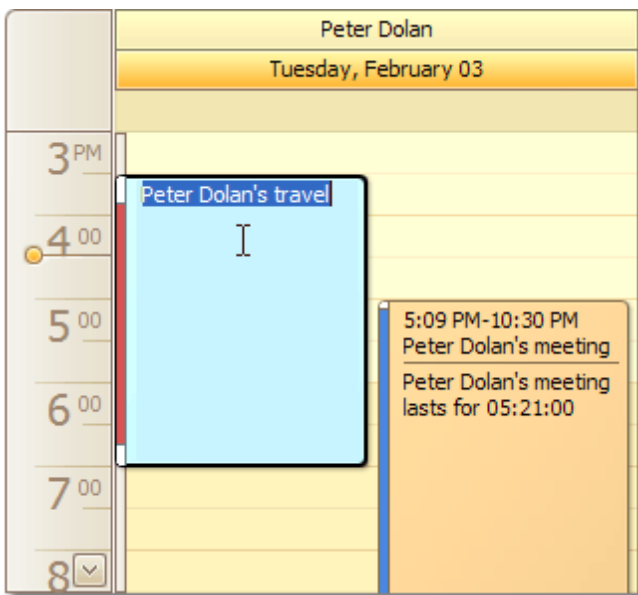 Peter Dolan
Tuesday, February 03
3 PM
Peter Dolan's travel
4 00
5 00
5:09 PM-10:30 PM
Peter Dolan's meeting
Peter Dolan's meeting
lasts for 05:21:00
6 00
7 00
8